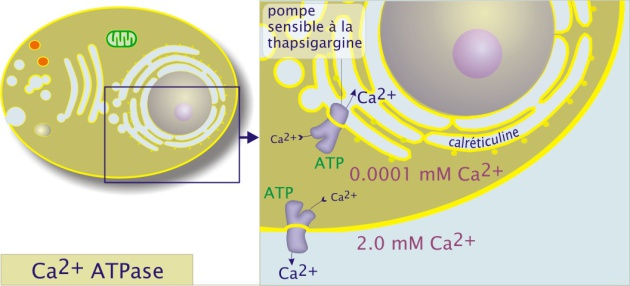 pompe
sensible à la
thapsigargine
Ca2+
Ca2+
ATP
calréticuline
0.0001 mM Ca2+
ATP
Ca2+
2.0 mM Ca2+
Ca2+
Ca2+ ATPase